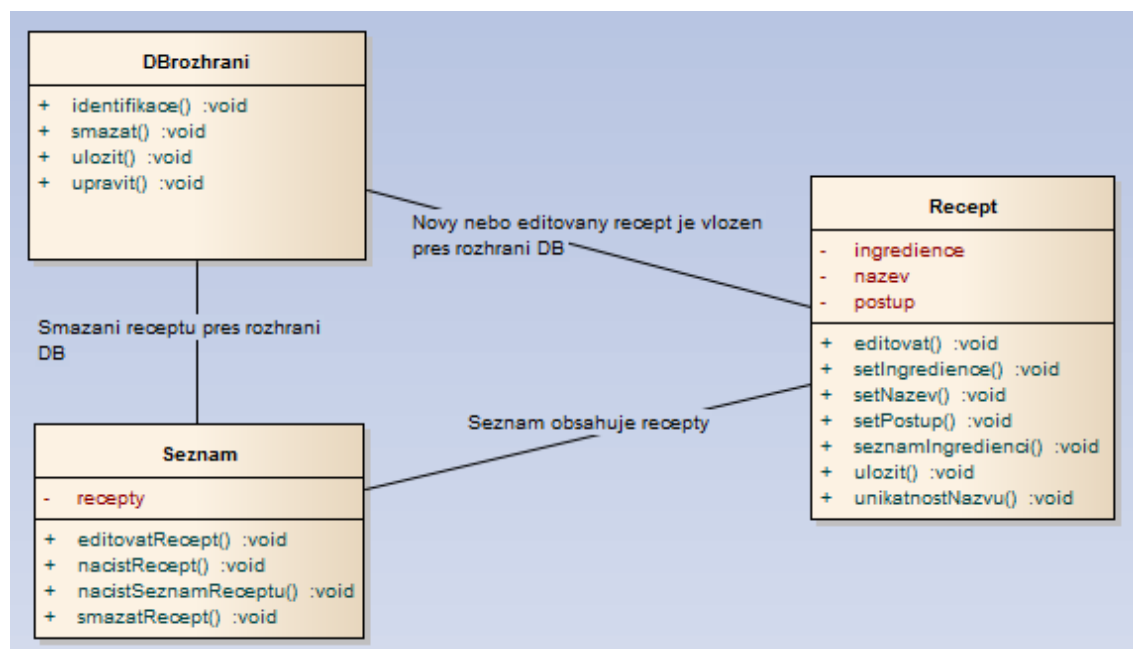 DBrozhrani
+ identifikace() :void
+ smazat() :void
+ ulozit() :void
+ upravit() :void
Novy nebo editovany recept je vlozen
pres rozhrani DB
Recept
- ingredience
- nazev
- postup
+ editovat() :void
+ setIngredience() :void
+ setNazev() :void
+ setPostup() :void
+ seznamIngredienci() :void
+ ulozit() :void
+ unikatnostNazvu() :void
Smazani receptu pres rozhrani
DB
Seznam obsahuje recepty
Seznam
- recepty
+ editovatRecept() :void
+ nacistRecept() :void
+ nacistSeznamReceptu() :void
+ smazatRecept() :void